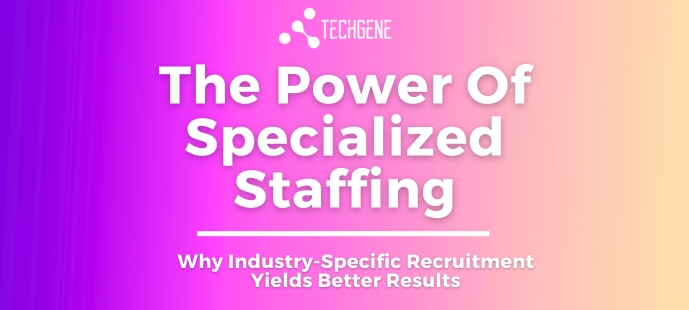 TECHGENE
The Power Of
Specialized
Staffing
Why Industry-Specific Recruitment
Yields Better Results